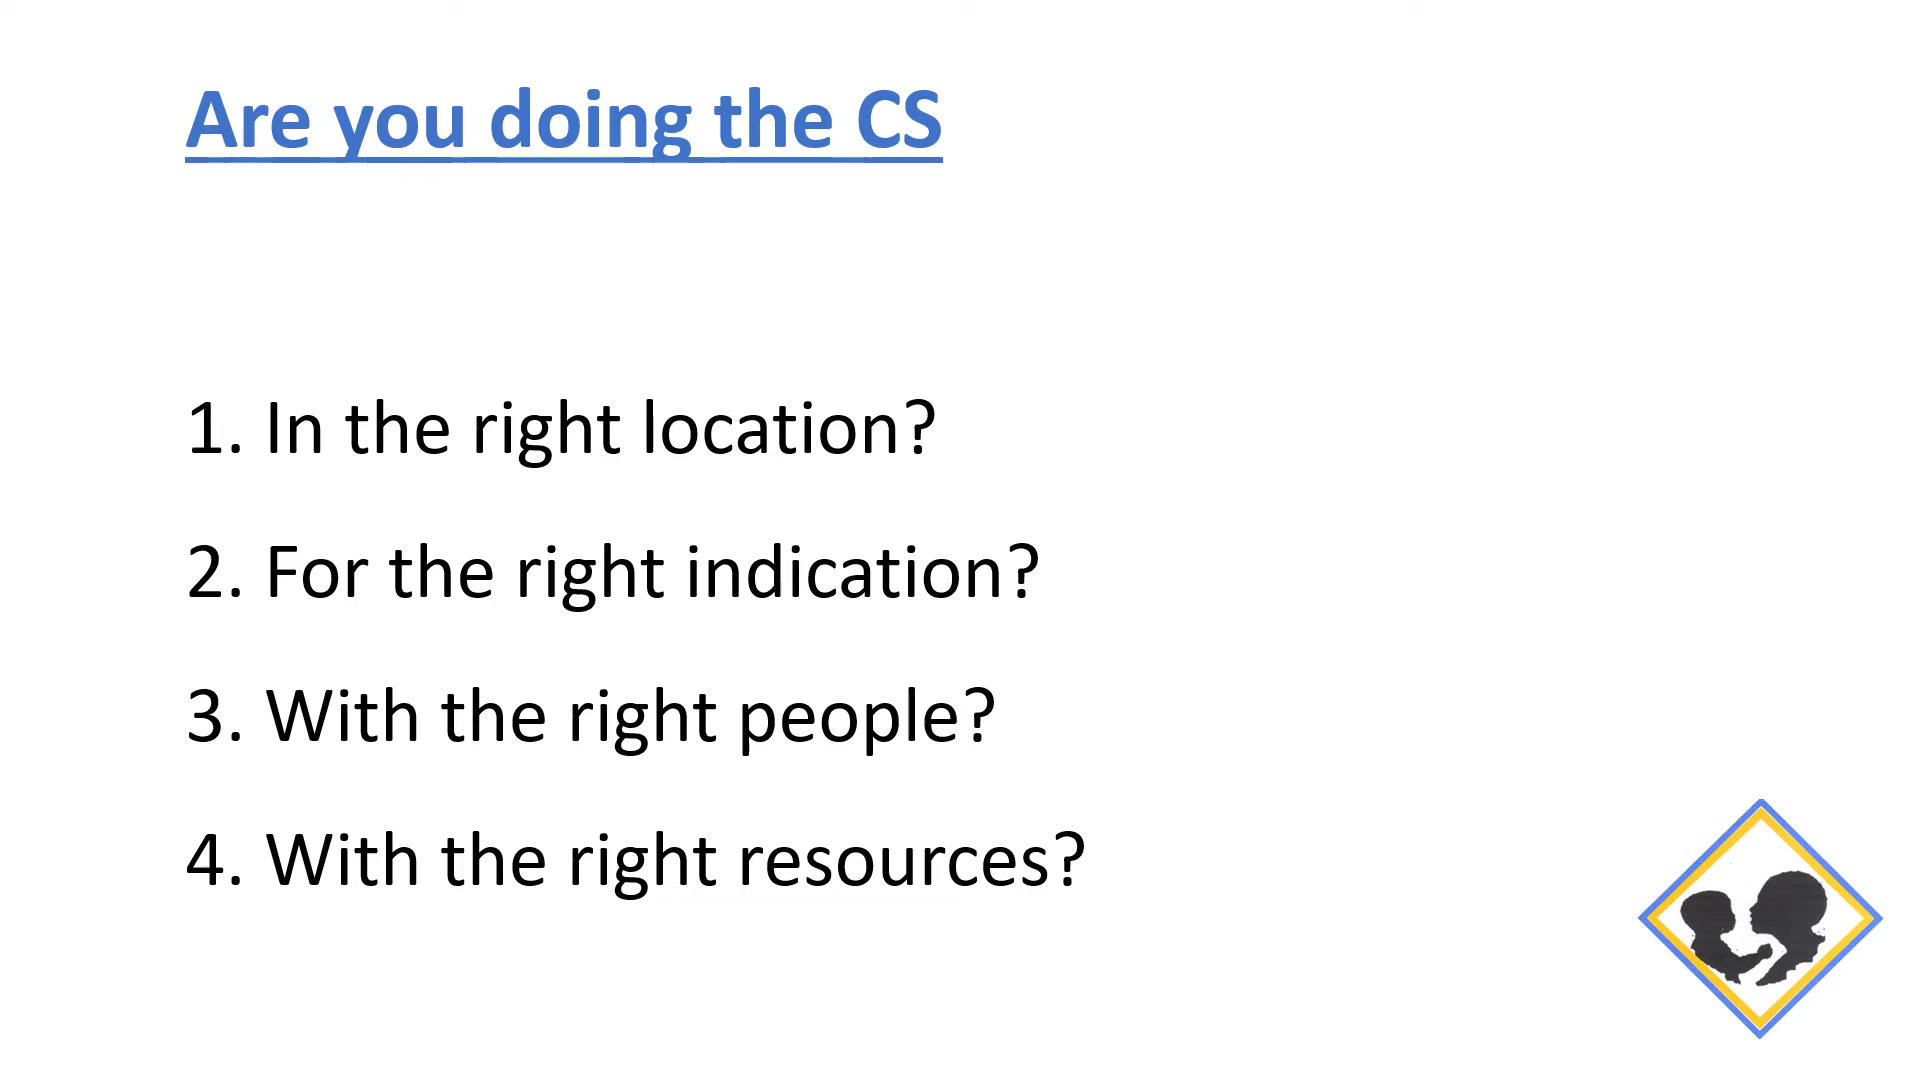 Are you doing the CS
1. In the right location?
2. For the right indication?
3. With the right people?
4. With the right resources?